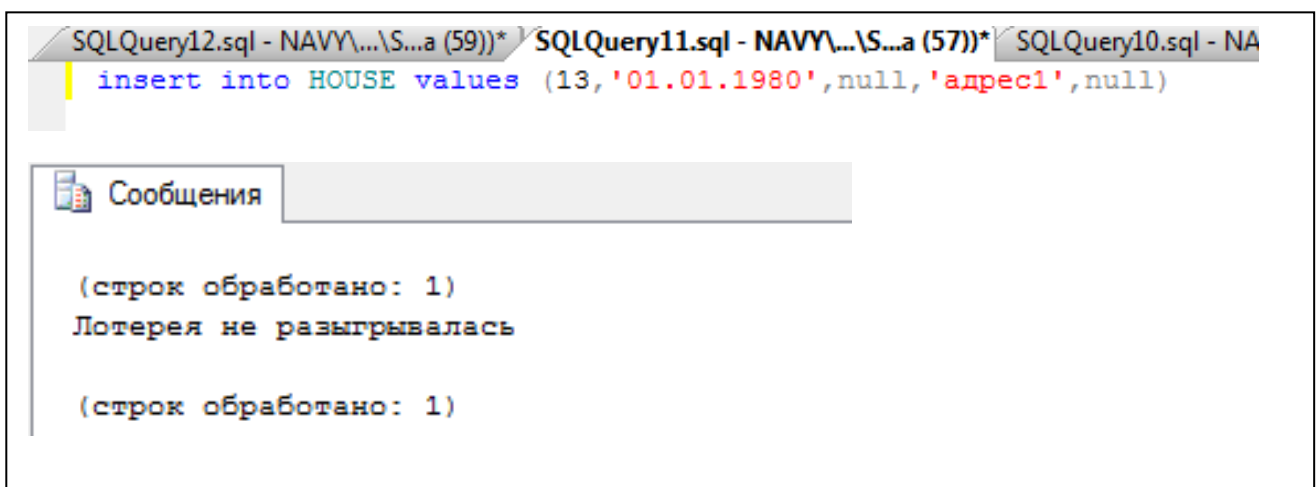 SQLQuery12.sql - NAVY\...\S...a (59))* SQLQuery11.sql - NAVY\...\S...a (57))* SQLQuery10.sql - NA
insert into HOUSE values (13,'01.01.1980',null,'адрес1',null)
Сообщения
(строк обработано: 1)
Лотерея не разыгрывалась
(строк обработано: 1)